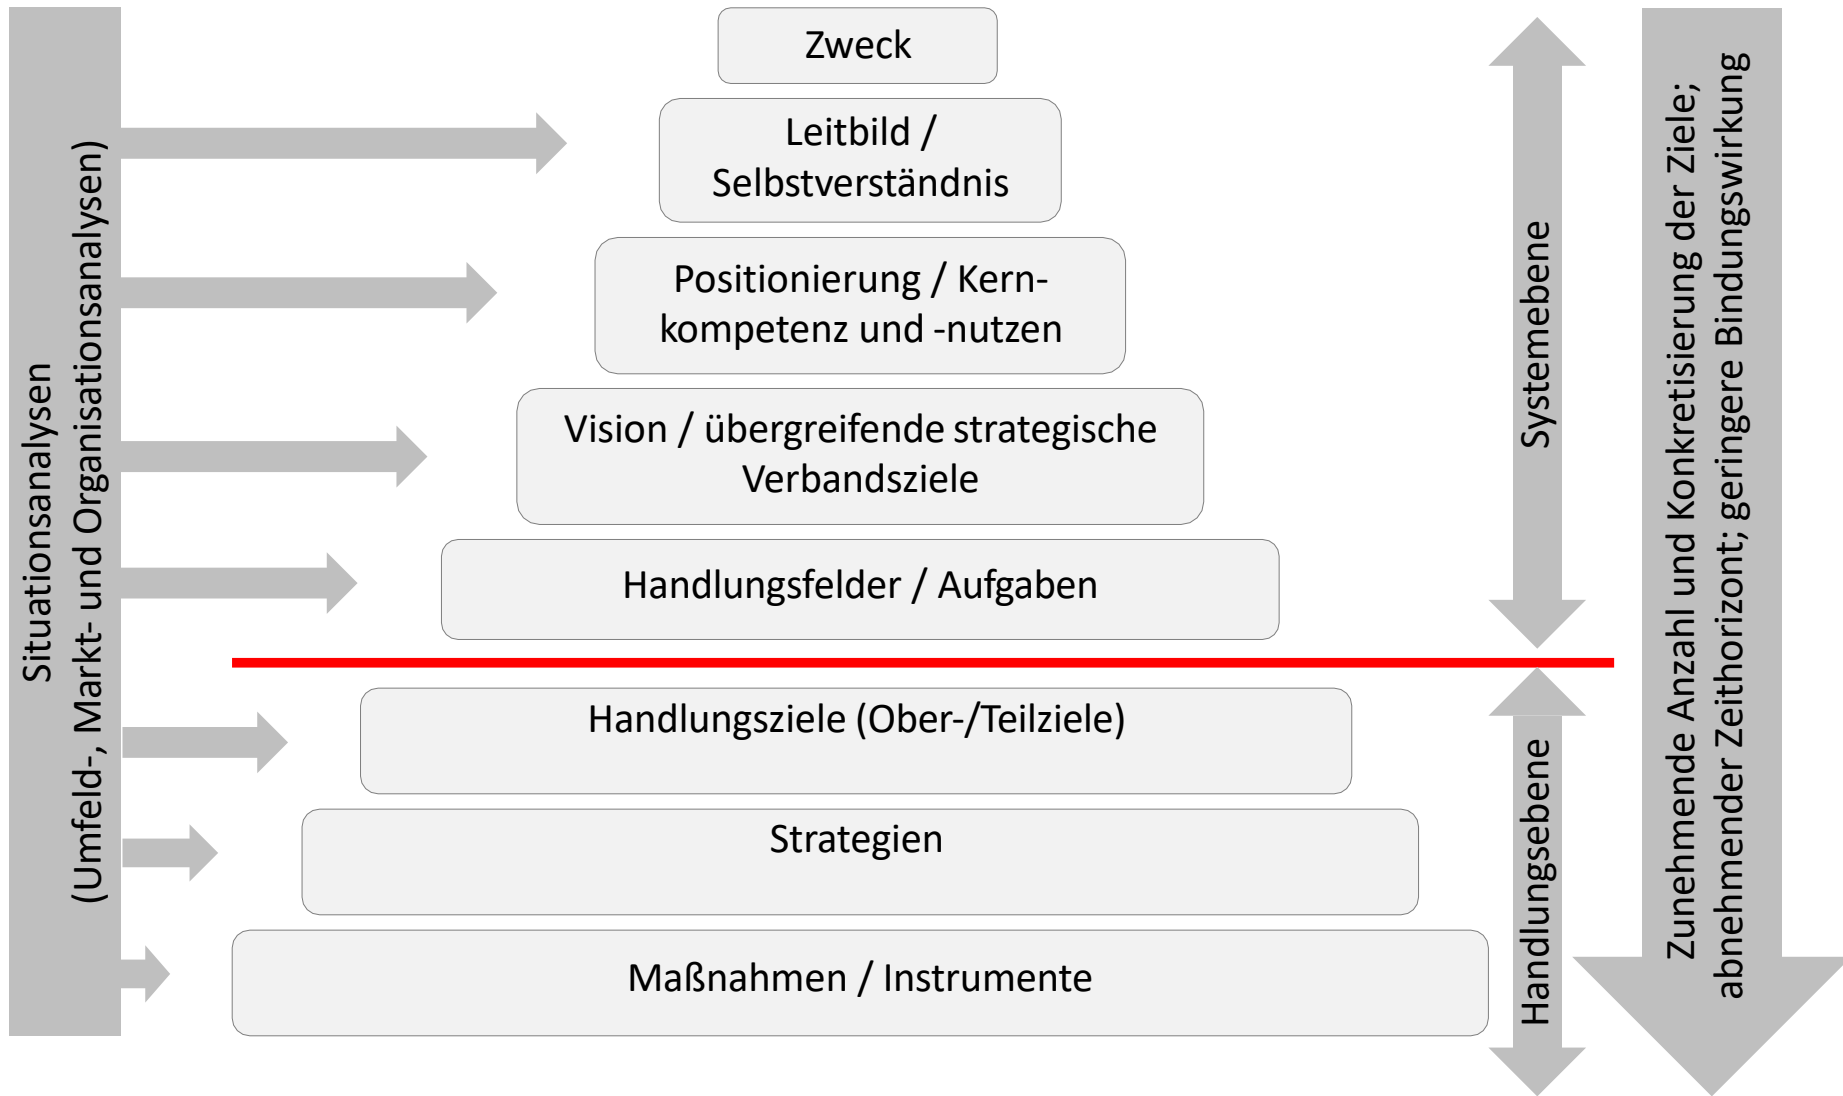 Situationsanalysen
(Umfeld-, Markt- und Organisationsanalysen)
Zweck
Leitbild /
Selbstverständnis
Positionierung / Kern-
kompetenz und -nutzen
Vision / übergreifende strategische
Verbandsziele
Handlungsfelder / Aufgaben
Handlungsziele (Ober-/Teilziele)
Strategien
Maßnahmen / Instrumente
Systemebene
Handlungsebene
Zunehmende Anzahl und Konkretisierung der Ziele;
abnehmender Zeithorizont; geringere Bindungswirkung